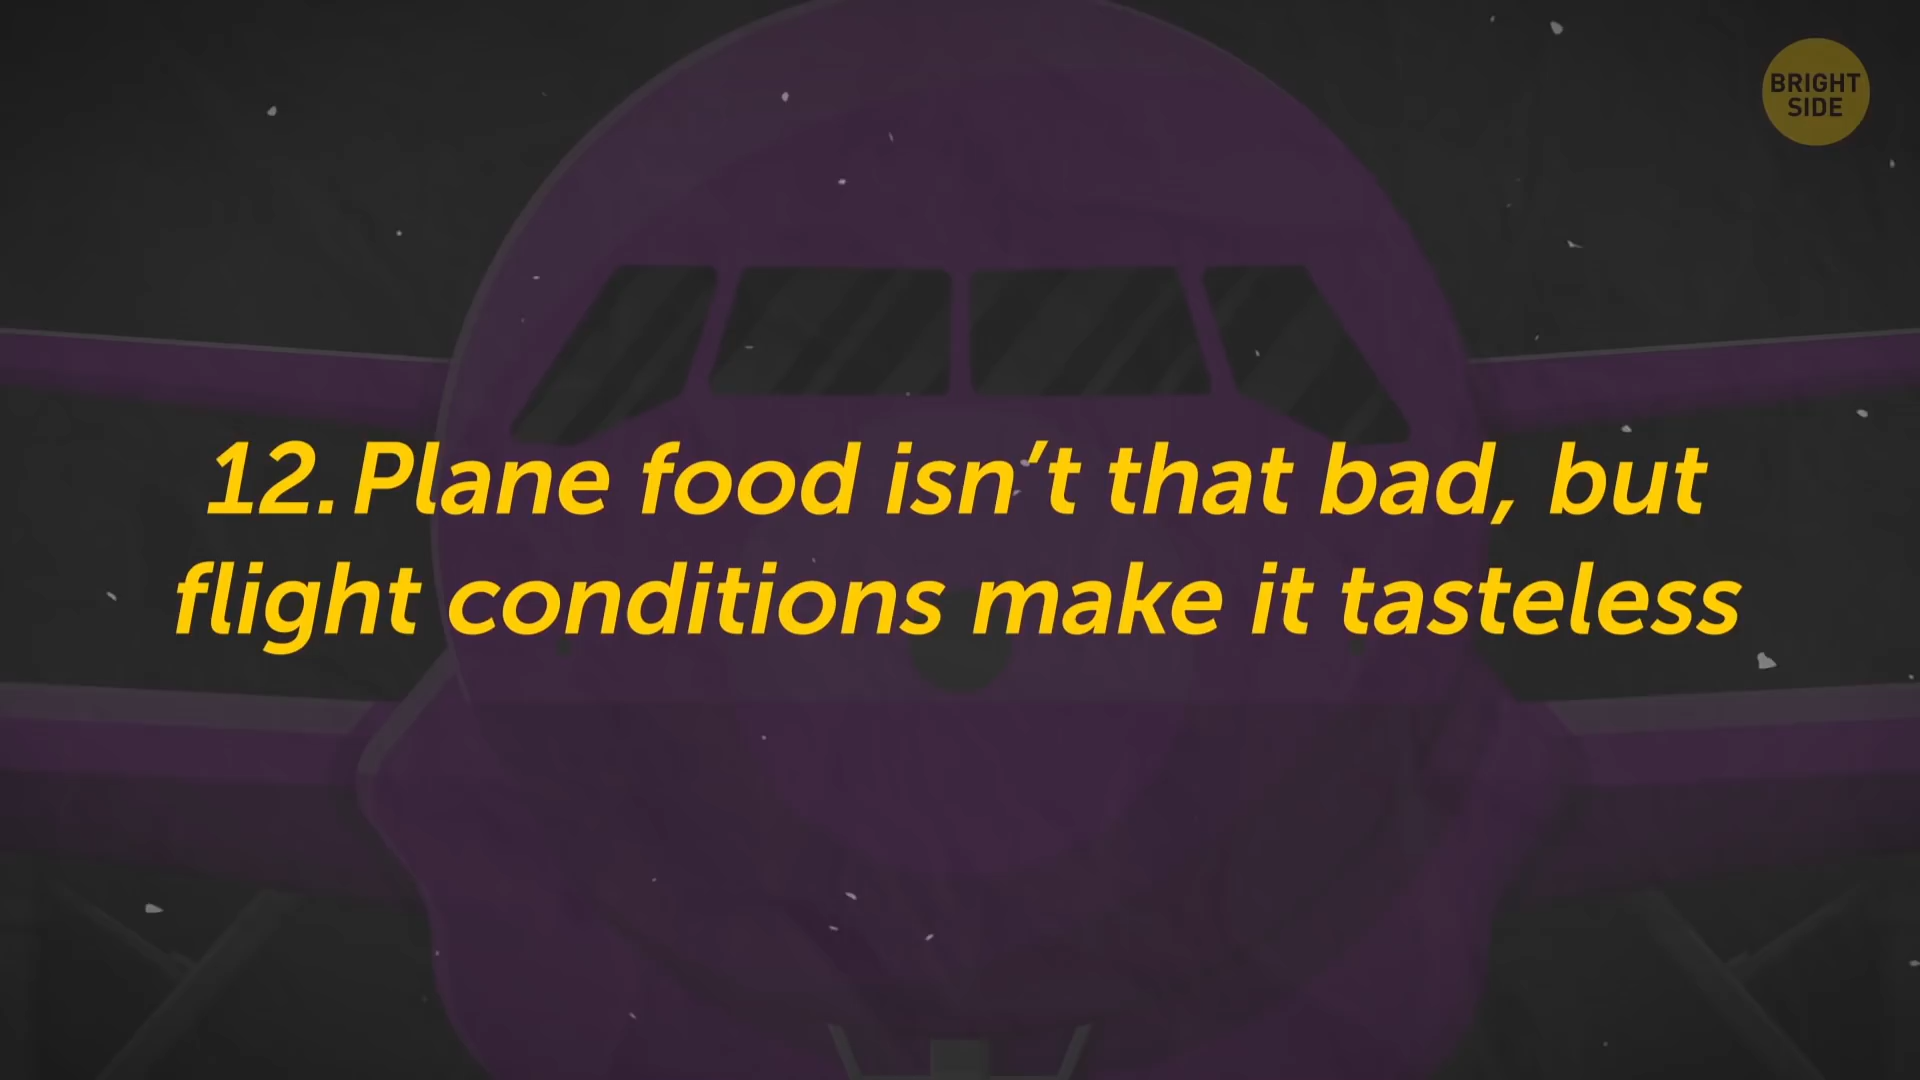 BRIGHT
SIDE
12. Plane food isn’t that bad, but
flight conditions make it tasteless